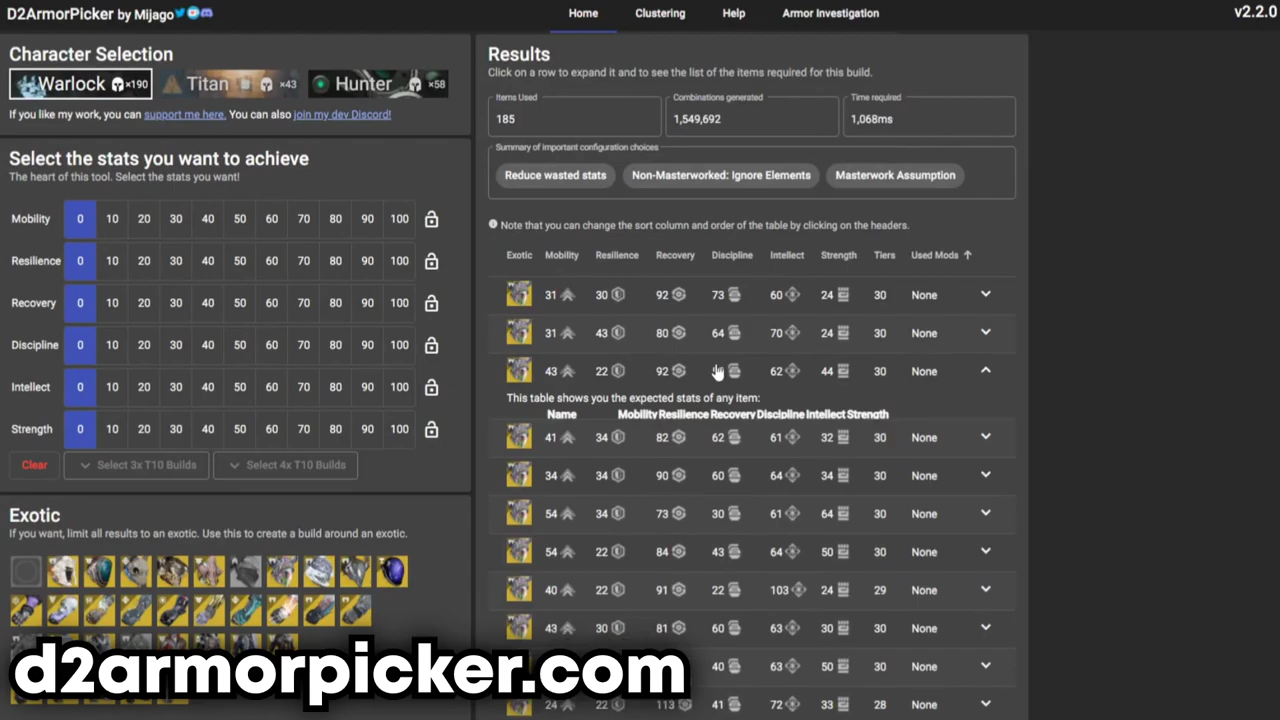 D2ArmorPicker by Mijago
Home
Clustering
Help
Armor Investigation
v2.2.0
Character Selection
Warlock ×190
Titan ×43
Hunter ×58
If you like my work, you can support me here. You can also join my dev Discord!
Select the stats you want to achieve
The heart of this tool. Select the stats you want!
Mobility 0 10 20 30 40 50 60 70 80 90 100
Resilience 0 10 20 30 40 50 60 70 80 90 100
Recovery 0 10 20 30 40 50 60 70 80 90 100
Discipline 0 10 20 30 40 50 60 70 80 90 100
Intellect 0 10 20 30 40 50 60 70 80 90 100
Strength 0 10 20 30 40 50 60 70 80 90 100
Clear
Select 3x T10 Builds
Select 4x T10 Builds
Exotic
If you want, limit all results to an exotic. Use this to create a build around an exotic.
Results
Click on a row to expand it and to see the list of the items required for this build.
Items Used
185
Combinations generated
1,549,692
Time required
1,068ms
Summary of important configuration choices
Reduce wasted stats
Non-Masterworked: Ignore Elements
Masterwork Assumption
Note that you can change the sort column and order of the table by clicking on the headers.
Exotic Mobility Resilience Recovery Discipline Intellect Strength Tiers Used Mods
31 30 92 73 60 24 30 None
31 43 80 64 70 24 30 None
43 22 92 62 44 30 None
This table shows you the expected stats of any item:
Name Mobility Resilience Recovery Discipline Intellect Strength
41 34 82 62 61 32 30 None
34 34 90 60 64 34 30 None
54 34 73 30 61 64 30 None
54 22 84 43 64 50 30 None
40 22 91 22 103 24 29 None
43 30 81 60 63 30 30 None
40 63 50 30 None
24 22 113 41 72 33 28 None
d2armorpicker.com